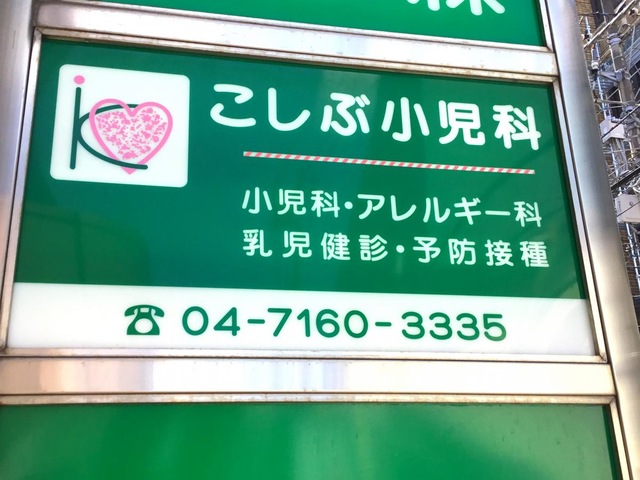 こしぶ小児科
小児科・アレルギー科
乳児健診・予防接種
☎ 04-7160-3335